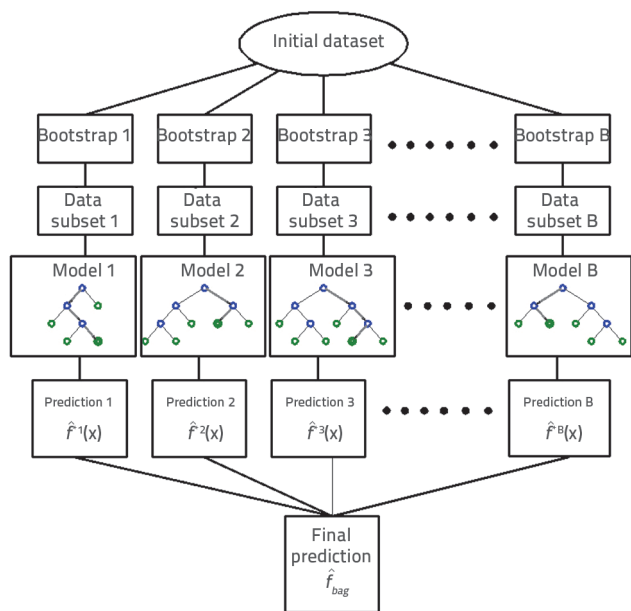 Initial dataset
Bootstrap 1
Bootstrap 2
Bootstrap 3
Bootstrap B
Data
subset 1
Data
subset 2
Data
subset 3
Data
subset B
Model 1
Model 2
Model 3
Model B
Prediction 1
f̂¹(x)
Prediction 2
f̂²(x)
Prediction 3
f̂³(x)
Prediction B
f̂ᴮ(x)
Final
prediction
f̂bag